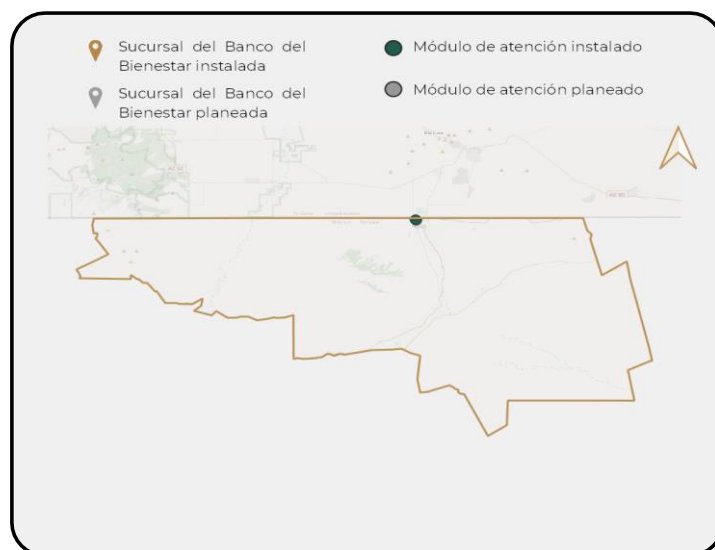 Sucursal del Banco del
Bienestar instalada
Sucursal del Banco del
Bienestar planeada
Módulo de atención instalado
Módulo de atención planeado